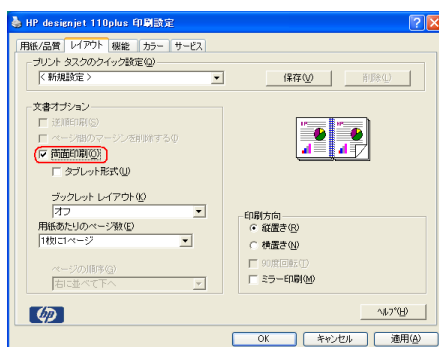 HP designjet 110plus 印刷設定
用紙/品質 レイアウト 機能 カラー サービス
プリント タスクのクイック設定(Q)
< 新規設定 >
保存(V) 削除(L)
文書オプション
逆順印刷(S)
ページ間のマージンを削除する(I)
両面印刷(O)
タブレット形式(U)
ブックレット レイアウト(K)
オフ
用紙あたりのページ数(E)
1枚に1ページ
ページの順序(G)
右に並べて下へ
印刷方向
縦置き(R)
横置き(N)
90度回転(T)
ミラー印刷(M)
hp
ヘルプ(H)
OK キャンセル 適用(A)